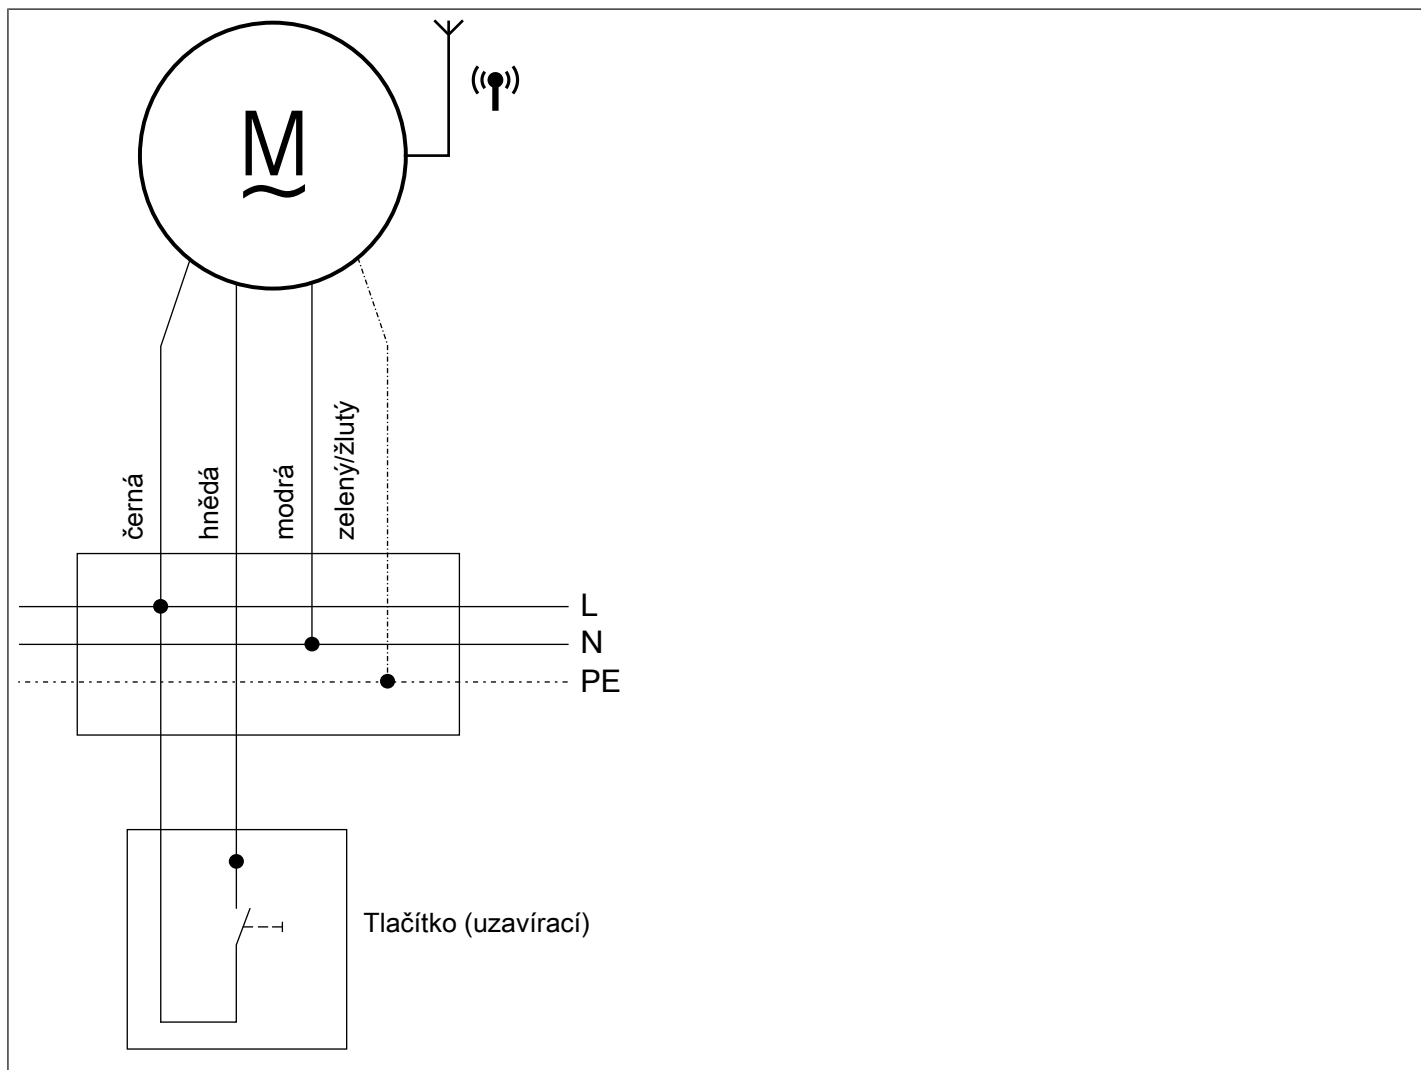 M
černá
hnědá
modrá
zelený/žlutý
L
N
PE
Tlačítko (uzavírací)